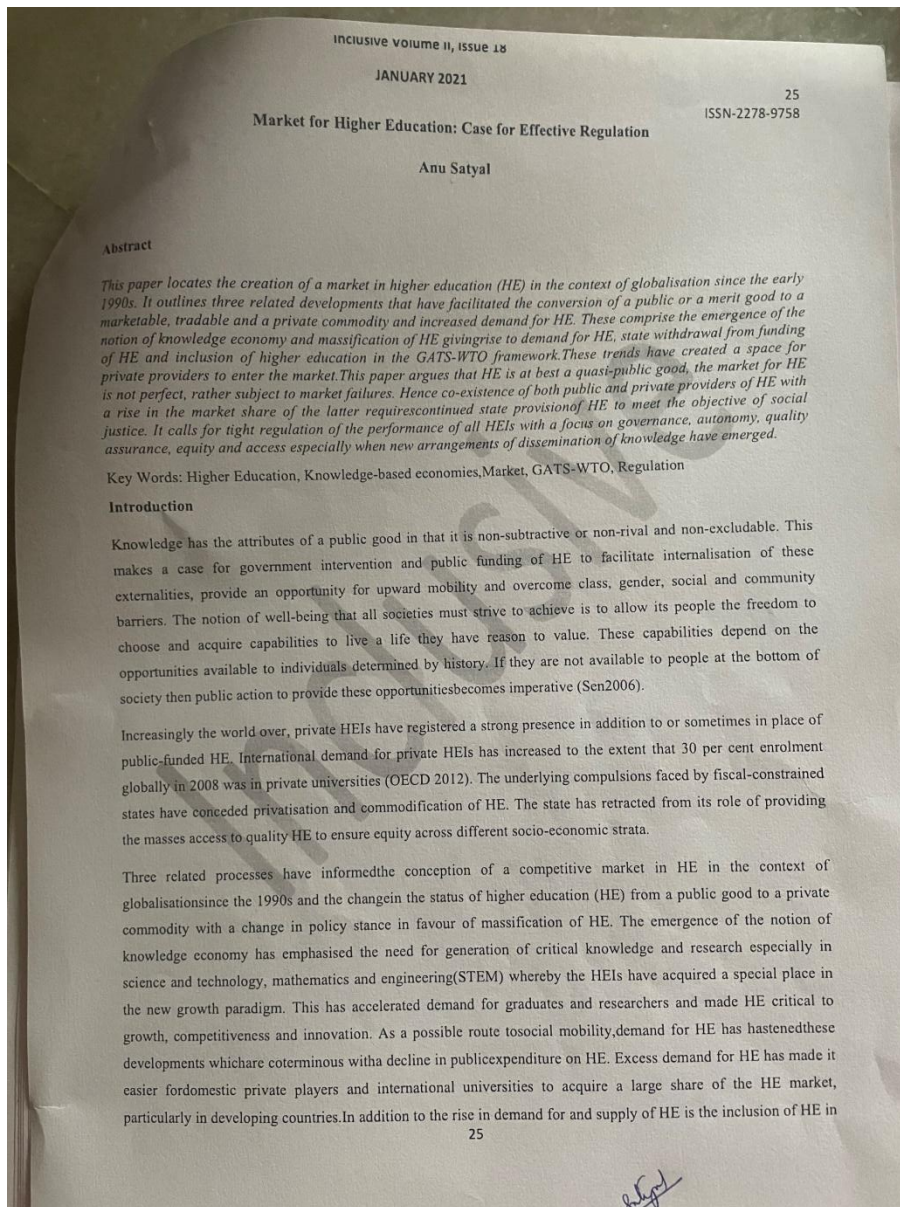 Inclusive Volume II, Issue 18
JANUARY 2021
25
ISSN-2278-9758
Market for Higher Education: Case for Effective Regulation
Anu Satyal
Abstract
This paper locates the creation of a market in higher education (HE) in the context of globalisation since the early
1990s. It outlines three related developments that have facilitated the conversion of a public or a merit good to a
marketable, tradable and a private commodity and increased demand for HE. These comprise the emergence of the
notion of knowledge economy and massification of HE givingrise to demand for HE, state withdrawal from funding
of HE and inclusion of higher education in the GATS-WTO framework.These trends have created a space for
private providers to enter the market.This paper argues that HE is at best a quasi-public good, the market for HE
is not perfect, rather subject to market failures. Hence co-existence of both public and private providers of HE with
a rise in the market share of the latter requirescontinued state provisionof HE to meet the objective of social
justice. It calls for tight regulation of the performance of all HEIs with a focus on governance, autonomy, quality
assurance, equity and access especially when new arrangements of dissemination of knowledge have emerged.
Key Words: Higher Education, Knowledge-based economies,Market, GATS-WTO, Regulation
Introduction
Knowledge has the attributes of a public good in that it is non-subtractive or non-rival and non-excludable. This
makes a case for government intervention and public funding of HE to facilitate internalisation of these
externalities, provide an opportunity for upward mobility and overcome class, gender, social and community
barriers. The notion of well-being that all societies must strive to achieve is to allow its people the freedom to
choose and acquire capabilities to live a life they have reason to value. These capabilities depend on the
opportunities available to individuals determined by history. If they are not available to people at the bottom of
society then public action to provide these opportunitiesbecomes imperative (Sen2006).
Increasingly the world over, private HEIs have registered a strong presence in addition to or sometimes in place of
public-funded HE. International demand for private HEIs has increased to the extent that 30 per cent enrolment
globally in 2008 was in private universities (OECD 2012). The underlying compulsions faced by fiscal-constrained
states have conceded privatisation and commodification of HE. The state has retracted from its role of providing
the masses access to quality HE to ensure equity across different socio-economic strata.
Three related processes have informedthe conception of a competitive market in HE in the context of
globalisationsince the 1990s and the changein the status of higher education (HE) from a public good to a private
commodity with a change in policy stance in favour of massification of HE. The emergence of the notion of
knowledge economy has emphasised the need for generation of critical knowledge and research especially in
science and technology, mathematics and engineering(STEM) whereby the HEIs have acquired a special place in
the new growth paradigm. This has accelerated demand for graduates and researchers and made HE critical to
growth, competitiveness and innovation. As a possible route tosocial mobility,demand for HE has hastenedthese
developments whichare coterminous witha decline in publicexpenditure on HE. Excess demand for HE has made it
easier fordomestic private players and international universities to acquire a large share of the HE market,
particularly in developing countries.In addition to the rise in demand for and supply of HE is the inclusion of HE in
25
Inclusive